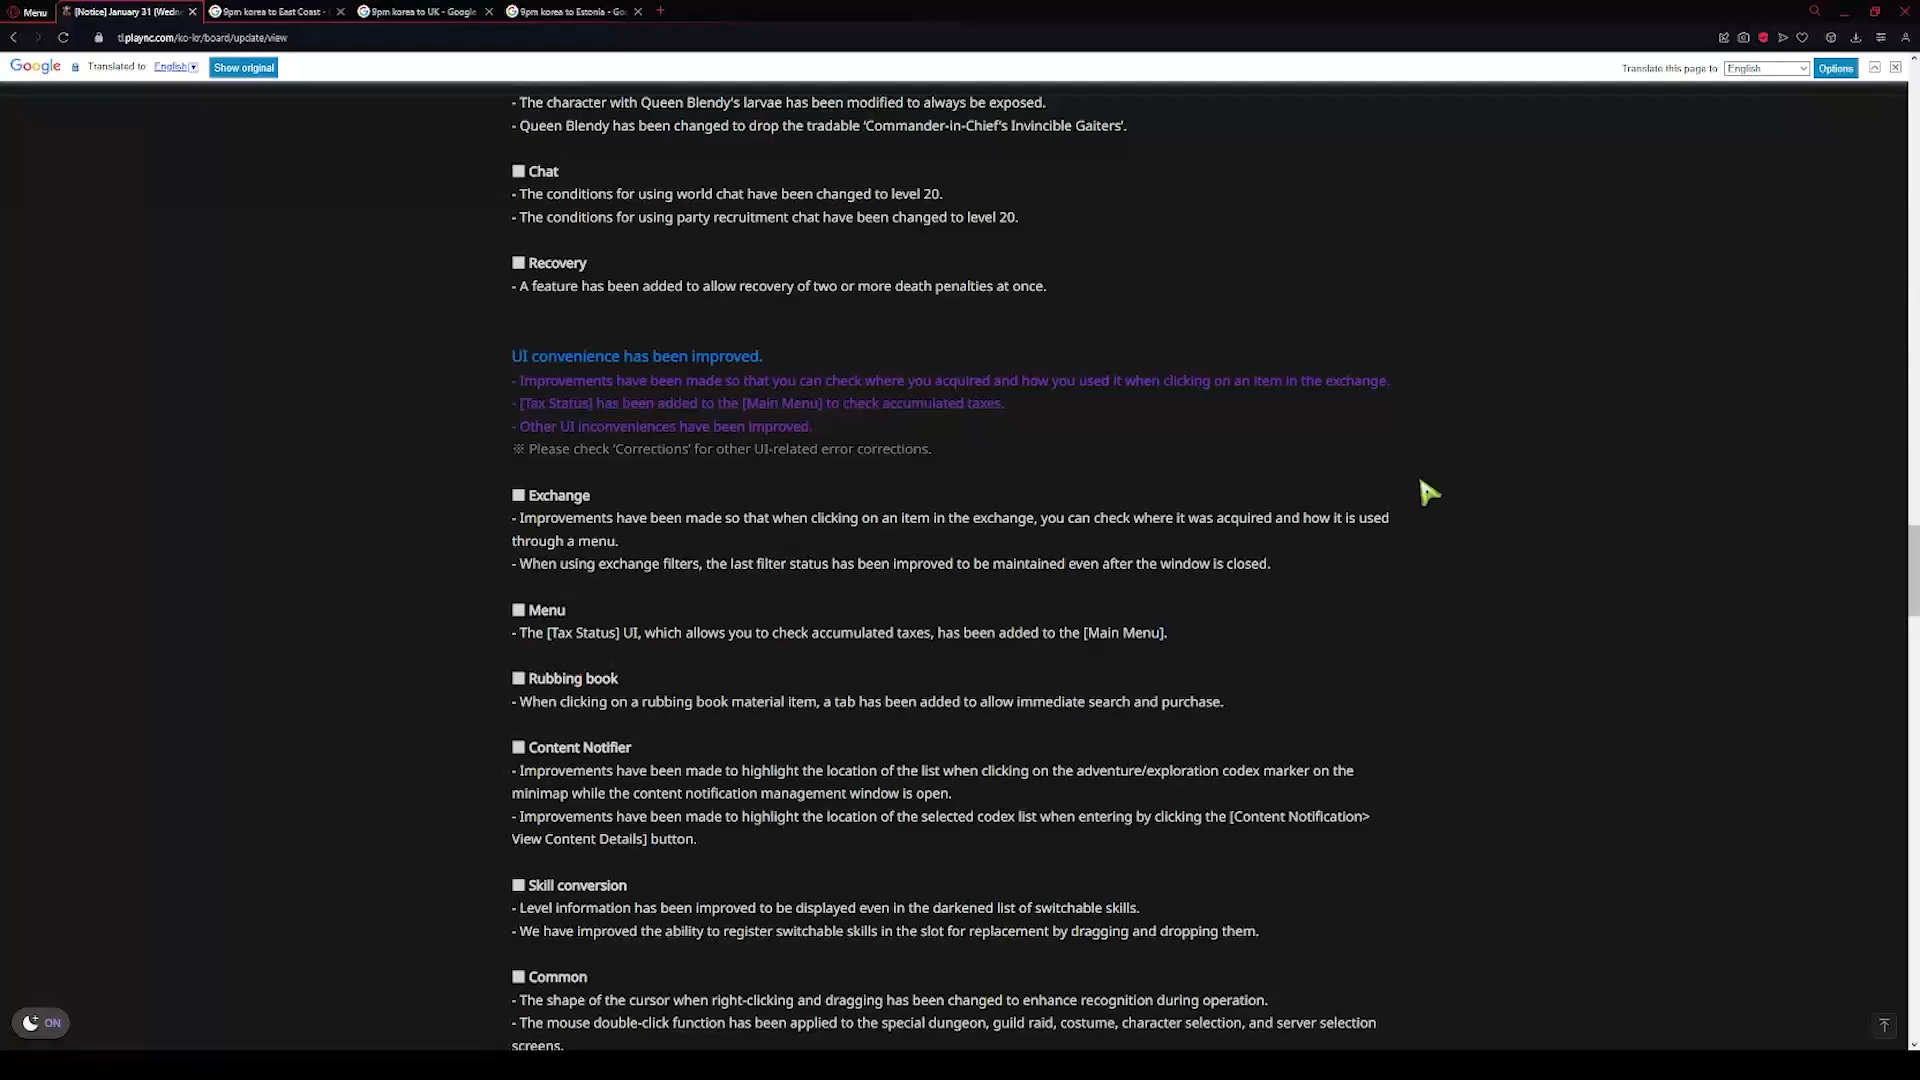 Menu
[Notice] January 31 (Wedn
9pm korea to East Coast -
9pm korea to UK - Google
9pm korea to Estonia - Go
tl.plaync.com/ko-kr/board/update/view
Google Translated to: English Show original
Translate this page to English Options
- The character with Queen Blendy's larvae has been modified to always be exposed.
- Queen Blendy has been changed to drop the tradable ‘Commander-in-Chief’s Invincible Gaiters’.
■ Chat
- The conditions for using world chat have been changed to level 20.
- The conditions for using party recruitment chat have been changed to level 20.
■ Recovery
- A feature has been added to allow recovery of two or more death penalties at once.
UI convenience has been improved.
- Improvements have been made so that you can check where you acquired and how you used it when clicking on an item in the exchange.
- [Tax Status] has been added to the [Main Menu] to check accumulated taxes.
- Other UI inconveniences have been improved.
※ Please check ‘Corrections’ for other UI-related error corrections.
■ Exchange
- Improvements have been made so that when clicking on an item in the exchange, you can check where it was acquired and how it is used
through a menu.
- When using exchange filters, the last filter status has been improved to be maintained even after the window is closed.
■ Menu
- The [Tax Status] UI, which allows you to check accumulated taxes, has been added to the [Main Menu].
■ Rubbing book
- When clicking on a rubbing book material item, a tab has been added to allow immediate search and purchase.
■ Content Notifier
- Improvements have been made to highlight the location of the list when clicking on the adventure/exploration codex marker on the
minimap while the content notification management window is open.
- Improvements have been made to highlight the location of the selected codex list when entering by clicking the [Content Notification>
View Content Details] button.
■ Skill conversion
- Level information has been improved to be displayed even in the darkened list of switchable skills.
- We have improved the ability to register switchable skills in the slot for replacement by dragging and dropping them.
■ Common
- The shape of the cursor when right-clicking and dragging has been changed to enhance recognition during operation.
- The mouse double-click function has been applied to the special dungeon, guild raid, costume, character selection, and server selection
screens.
ON